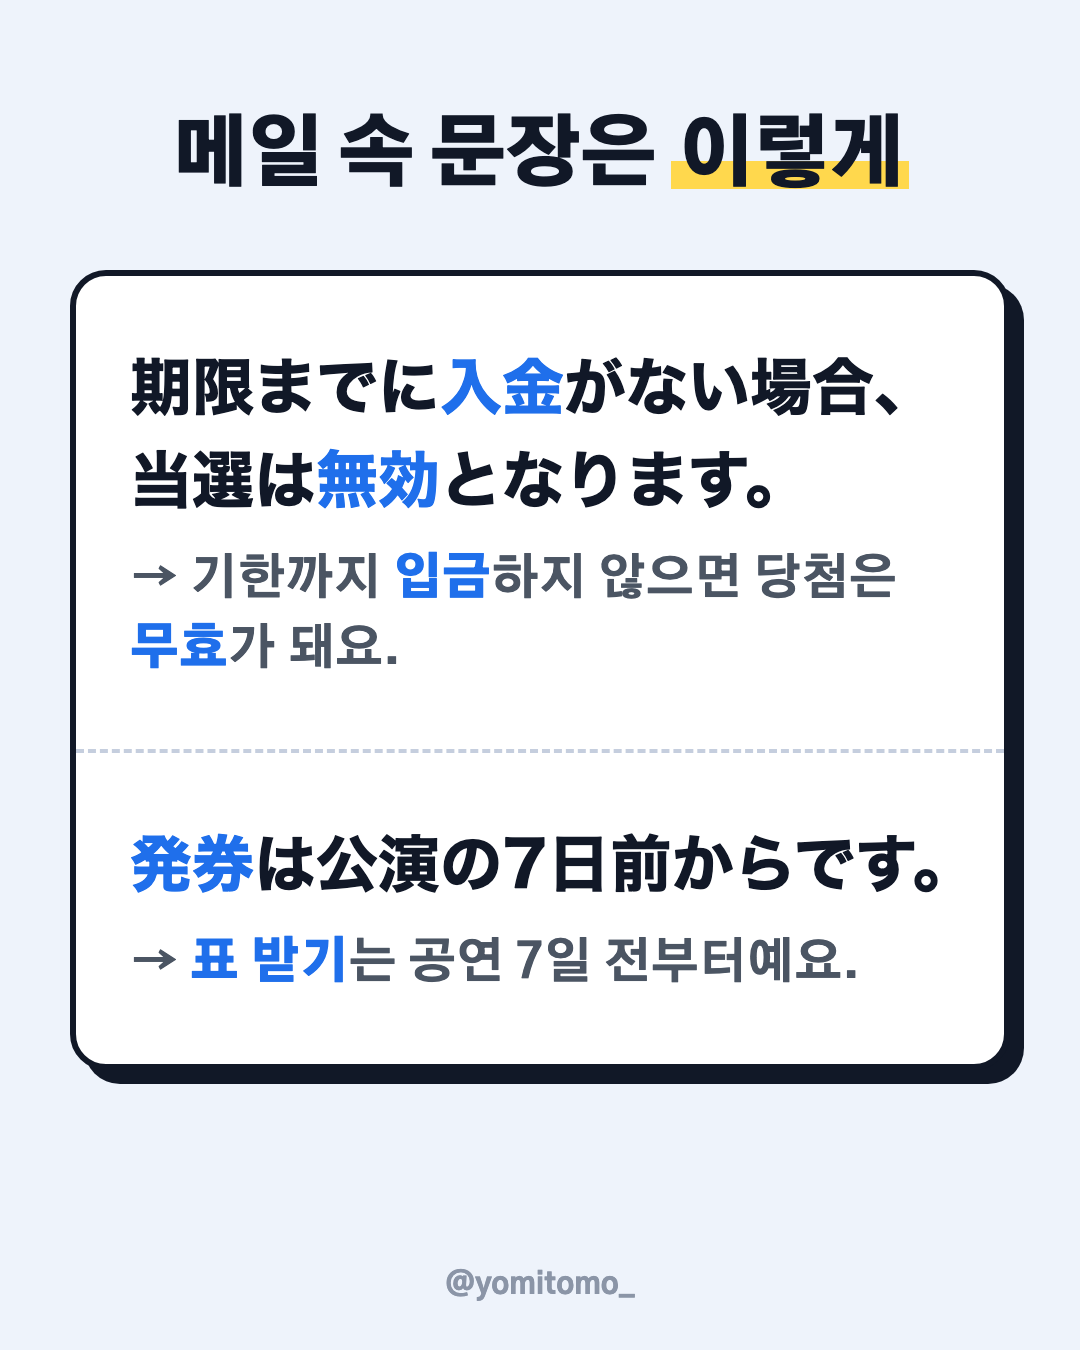 메일 속 문장은 이렇게
期限までに入金がない場合、
当選は無効となります。
→ 기한까지 입금하지 않으면 당첨은
무효가 돼요.
発券は公演の7日前からです。
→ 표 받기는 공연 7일 전부터예요.
@yomitomo_